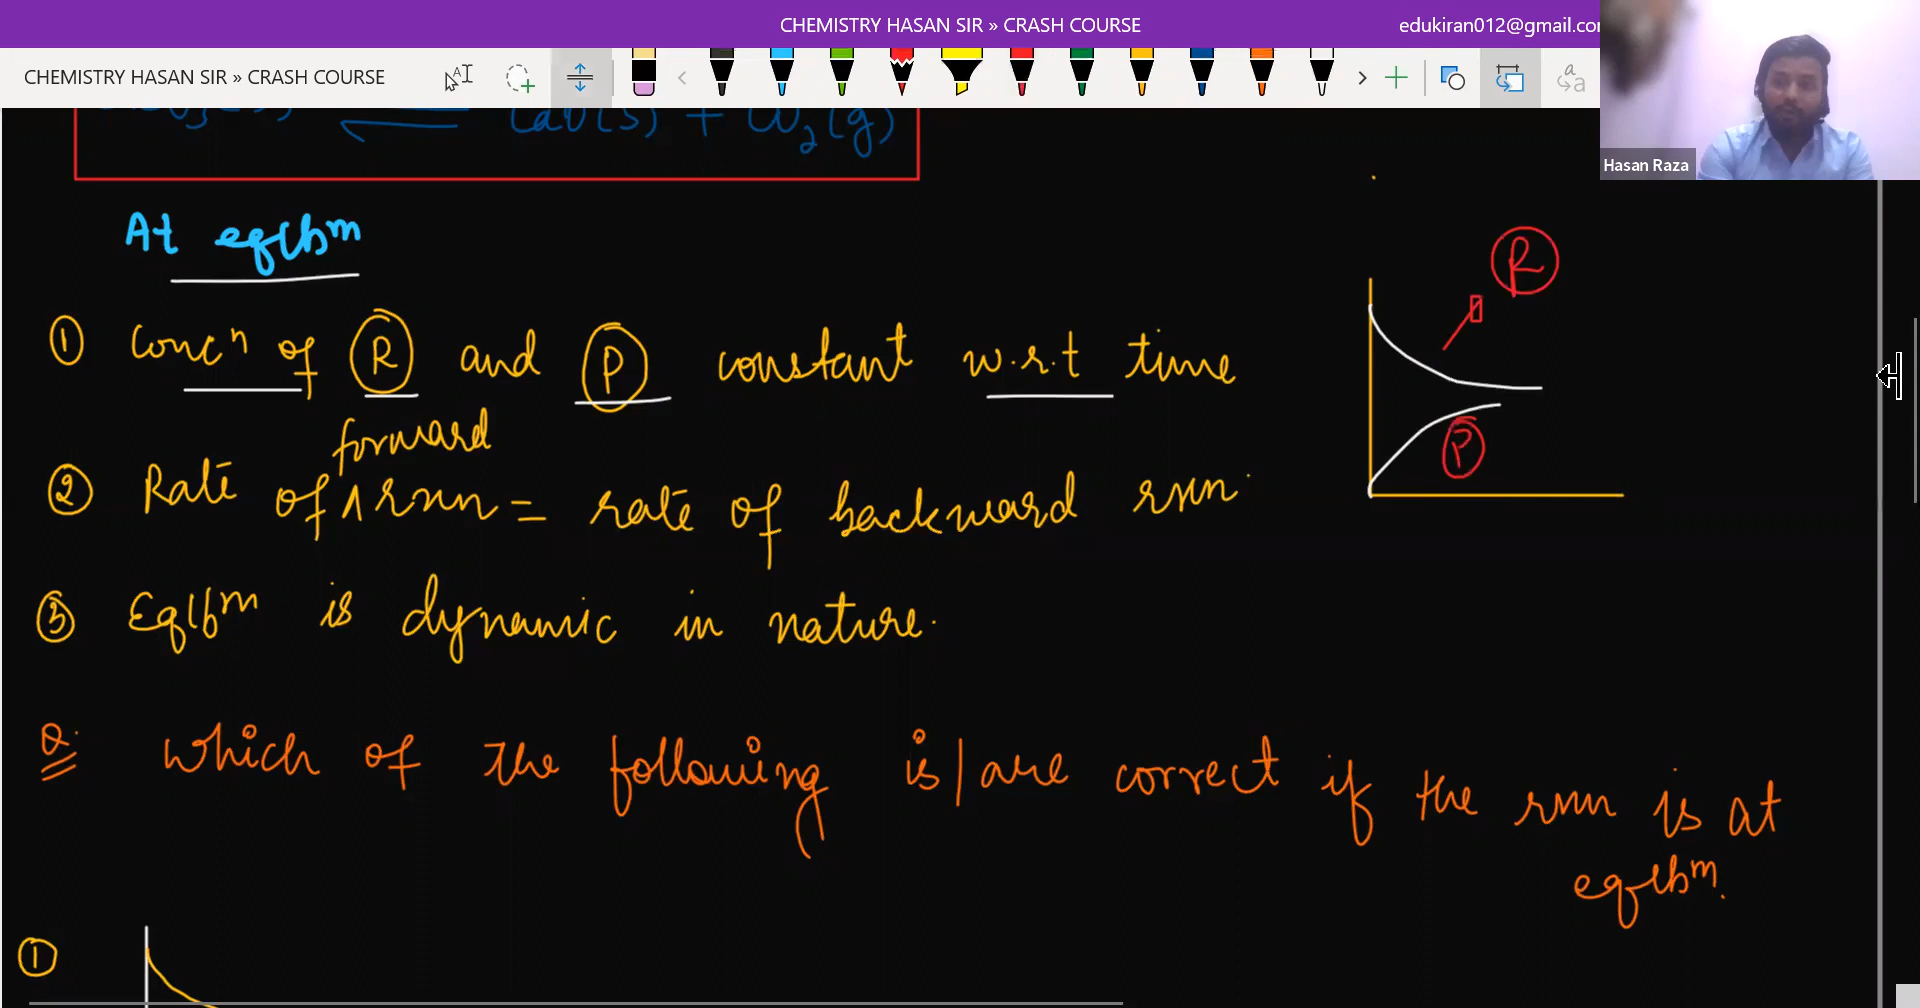 CHEMISTRY HASAN SIR » CRASH COURSE
edukiran012@gmail.co
CHEMISTRY HASAN SIR » CRASH COURSE
Hasan Raza
CaO(s) + CO2(g)
At eqlbm
① Concn of Ⓡ and Ⓟ constant w.r.t time
forward
② Rate of ∧ rxn = rate of backward rxn.
③ Eqlbm is dynamic in nature.
Q. Which of the following is/are correct if the rxn is at
eqlbm.
①
R
P